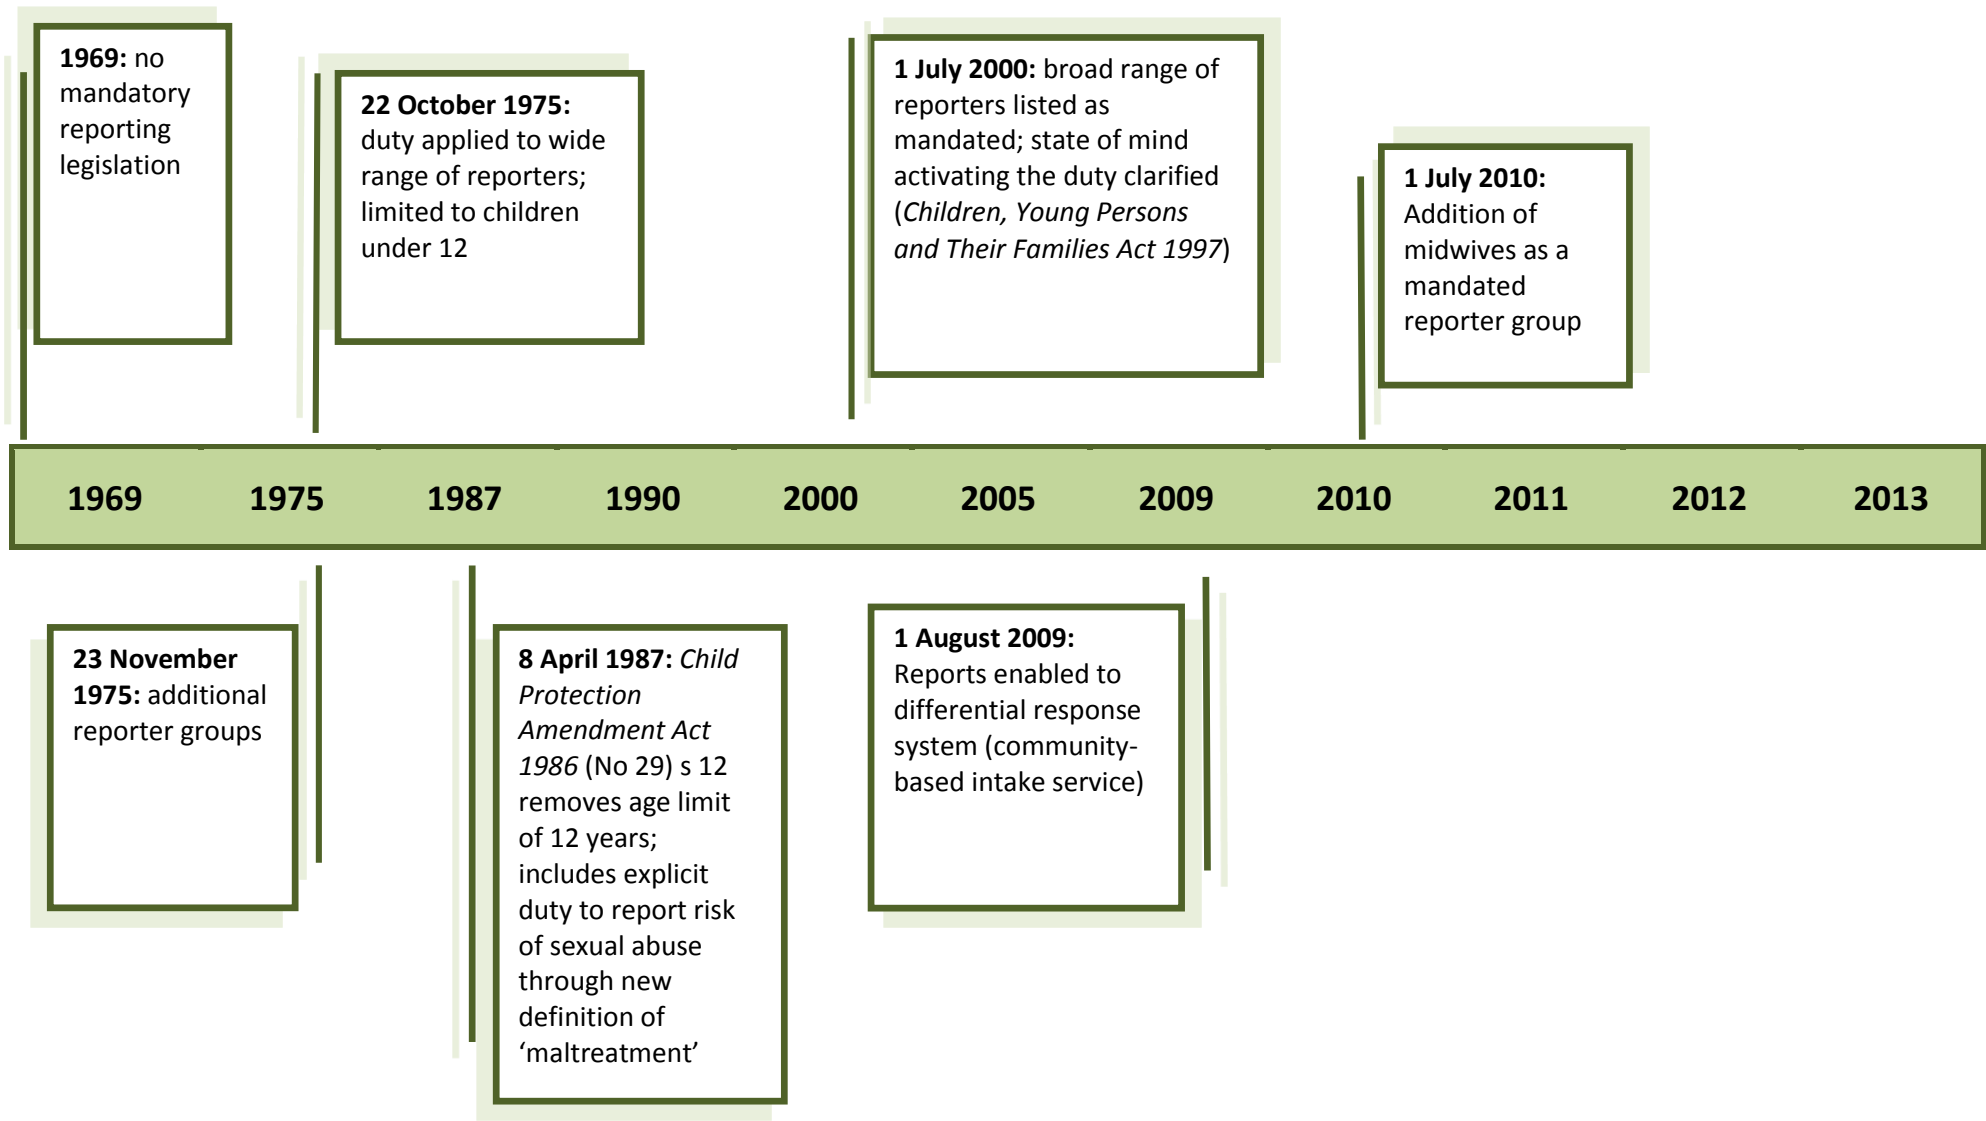 1969: no
mandatory
reporting
legislation
22 October 1975:
duty applied to wide
range of reporters;
limited to children
under 12
1 July 2000: broad range of
reporters listed as
mandated; state of mind
activating the duty clarified
(Children, Young Persons
and Their Families Act 1997)
1 July 2010:
Addition of
midwives as a
mandated
reporter group
1969 1975 1987 1990 2000 2005 2009 2010 2011 2012 2013
23 November
1975: additional
reporter groups
8 April 1987: Child
Protection
Amendment Act
1986 (No 29) s 12
removes age limit
of 12 years;
includes explicit
duty to report risk
of sexual abuse
through new
definition of
‘maltreatment’
1 August 2009:
Reports enabled to
differential response
system (community-
based intake service)